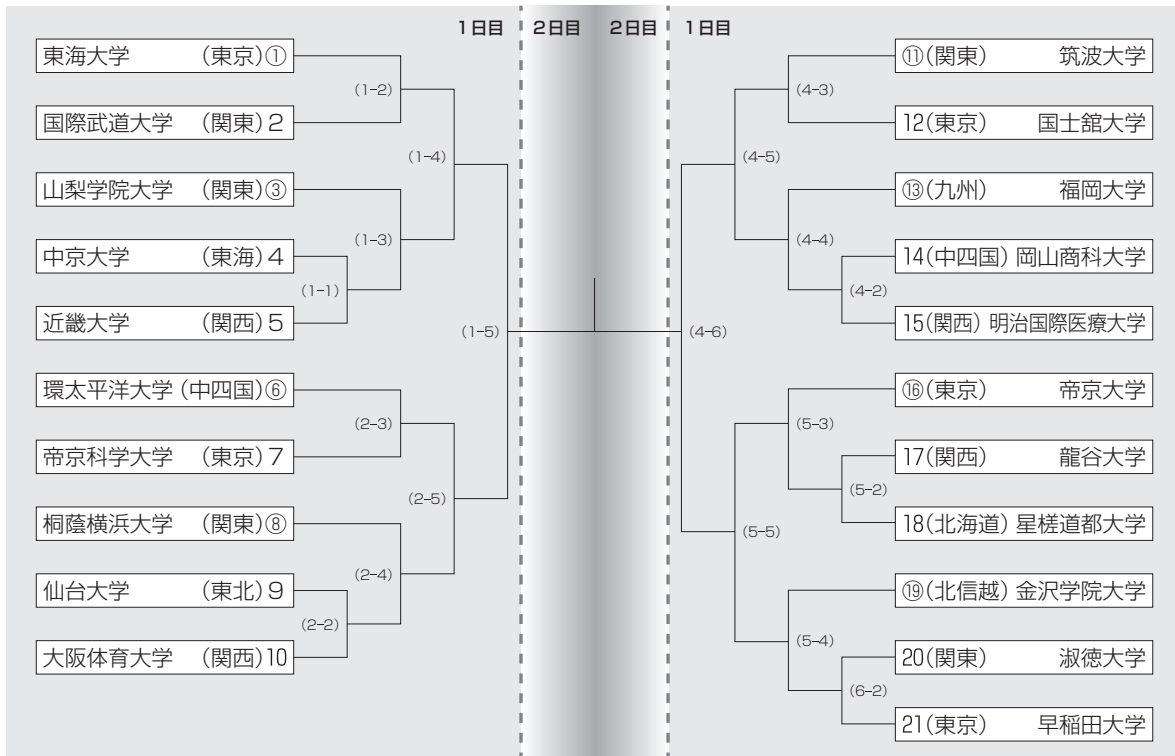 1日目 2日目 2日目 1日目
東海大学 (東京)①
(1-2)
国際武道大学 (関東)2
(1-4)
山梨学院大学 (関東)③
(1-3)
中京大学 (東海)4
(1-1)
近畿大学 (関西)5
(1-5)
環太平洋大学(中四国)⑥
(2-3)
帝京科学大学 (東京)7
(2-5)
桐蔭横浜大学 (関東)⑧
(2-4)
仙台大学 (東北)9
(2-2)
大阪体育大学 (関西)10
⑪(関東) 筑波大学
(4-3)
12(東京) 国士舘大学
(4-5)
⑬(九州) 福岡大学
(4-4)
14(中四国)岡山商科大学
(4-2)
15(関西)明治国際医療大学
(4-6)
⑯(東京) 帝京大学
(5-3)
17(関西) 龍谷大学
(5-2)
18(北海道)星槎道都大学
(5-5)
⑲(北信越)金沢学院大学
(5-4)
20(関東) 淑徳大学
(6-2)
21(東京) 早稲田大学